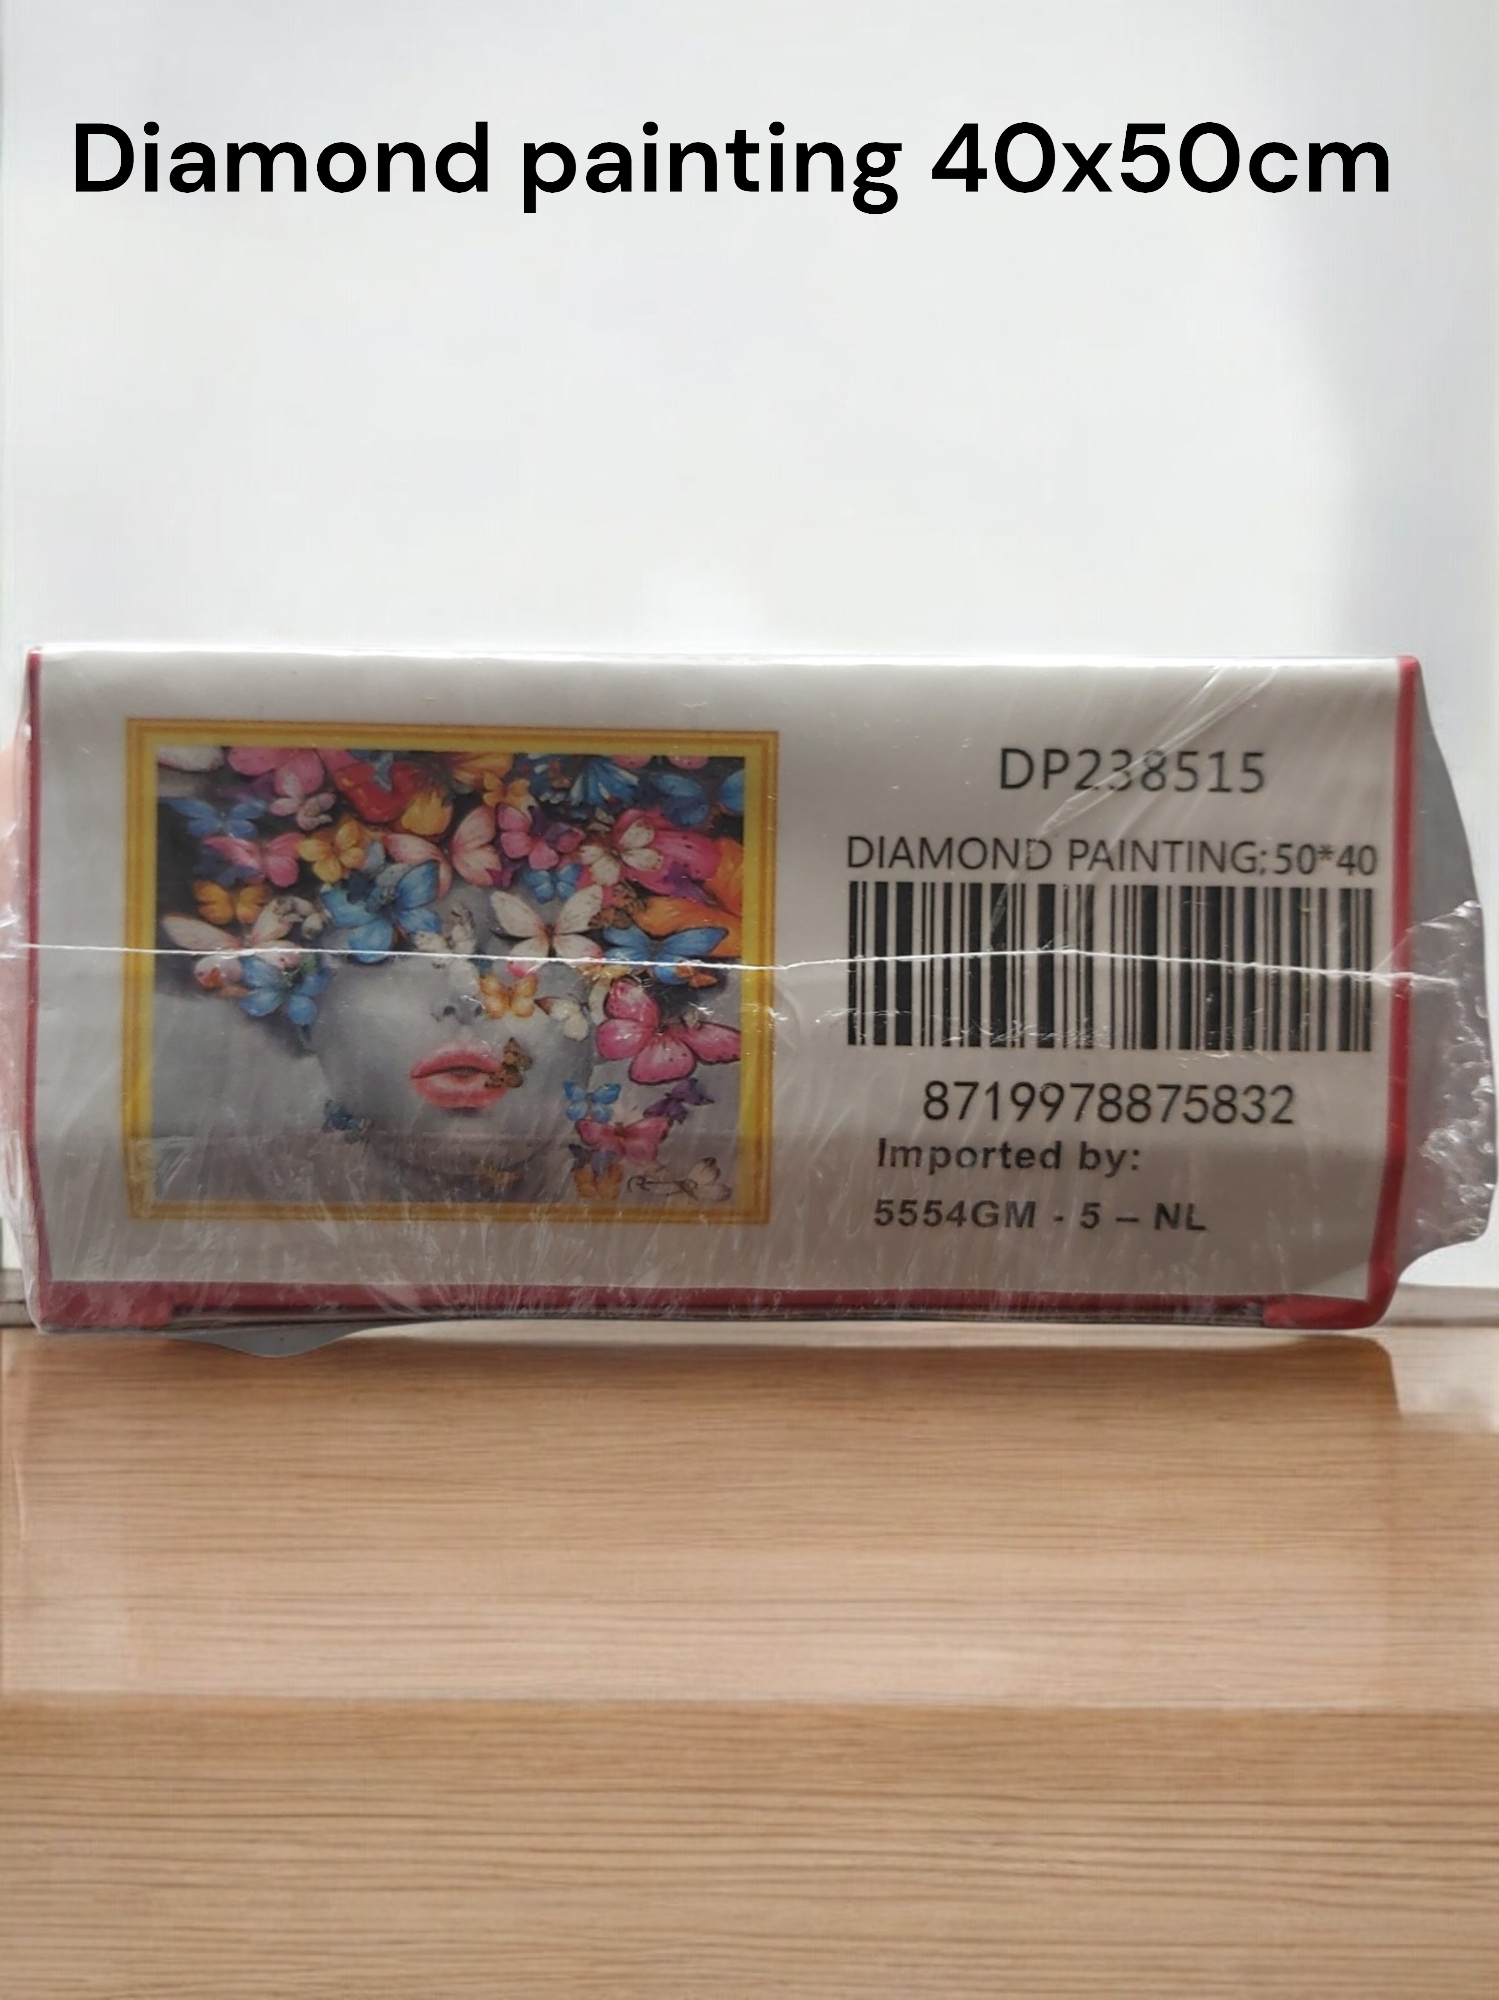 Diamond painting 40x50cm
DP238515
DIAMOND PAINTING;50*40
8719978875832
Imported by:
5554GM - 5 – NL